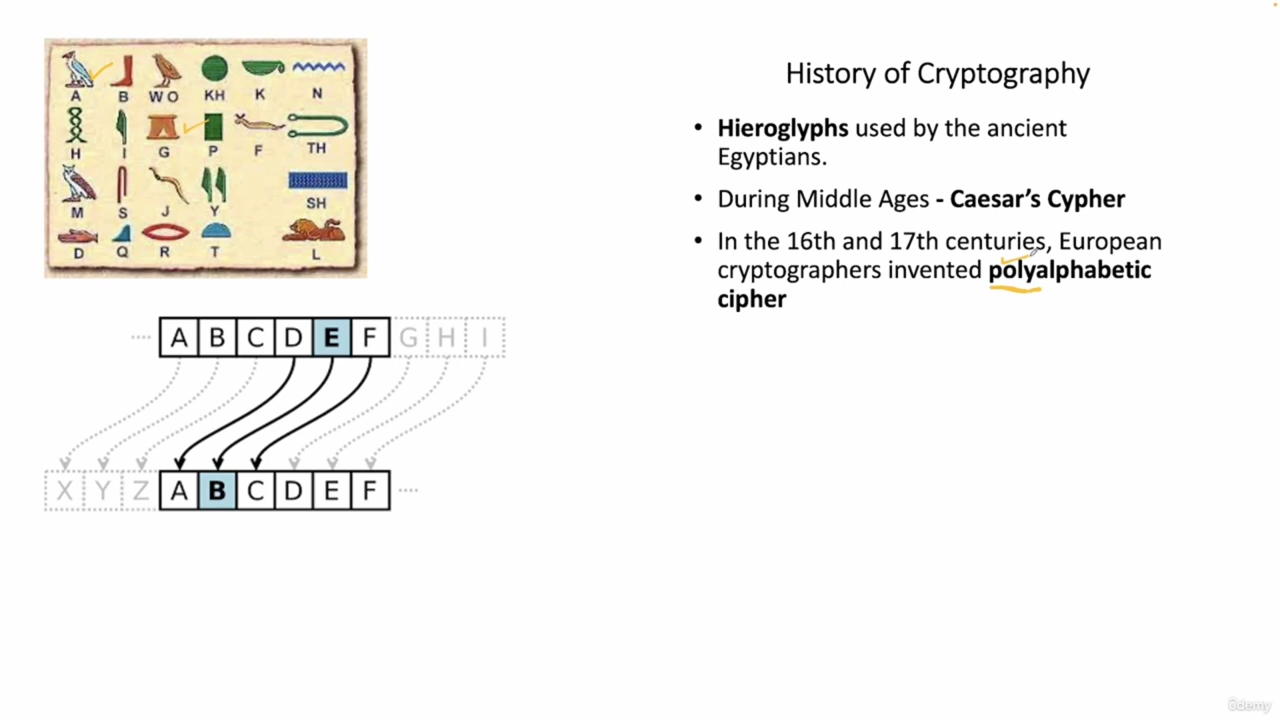 A B WO KH K N
H I G P F TH
M S J Y SH
D Q R T L
History of Cryptography
• Hieroglyphs used by the ancient
Egyptians.
• During Middle Ages - Caesar’s Cypher
• In the 16th and 17th centuries, European
cryptographers invented polyalphabetic
cipher
.... A B C D E F G H I
X Y Z A B C D E F ....
ûdemy